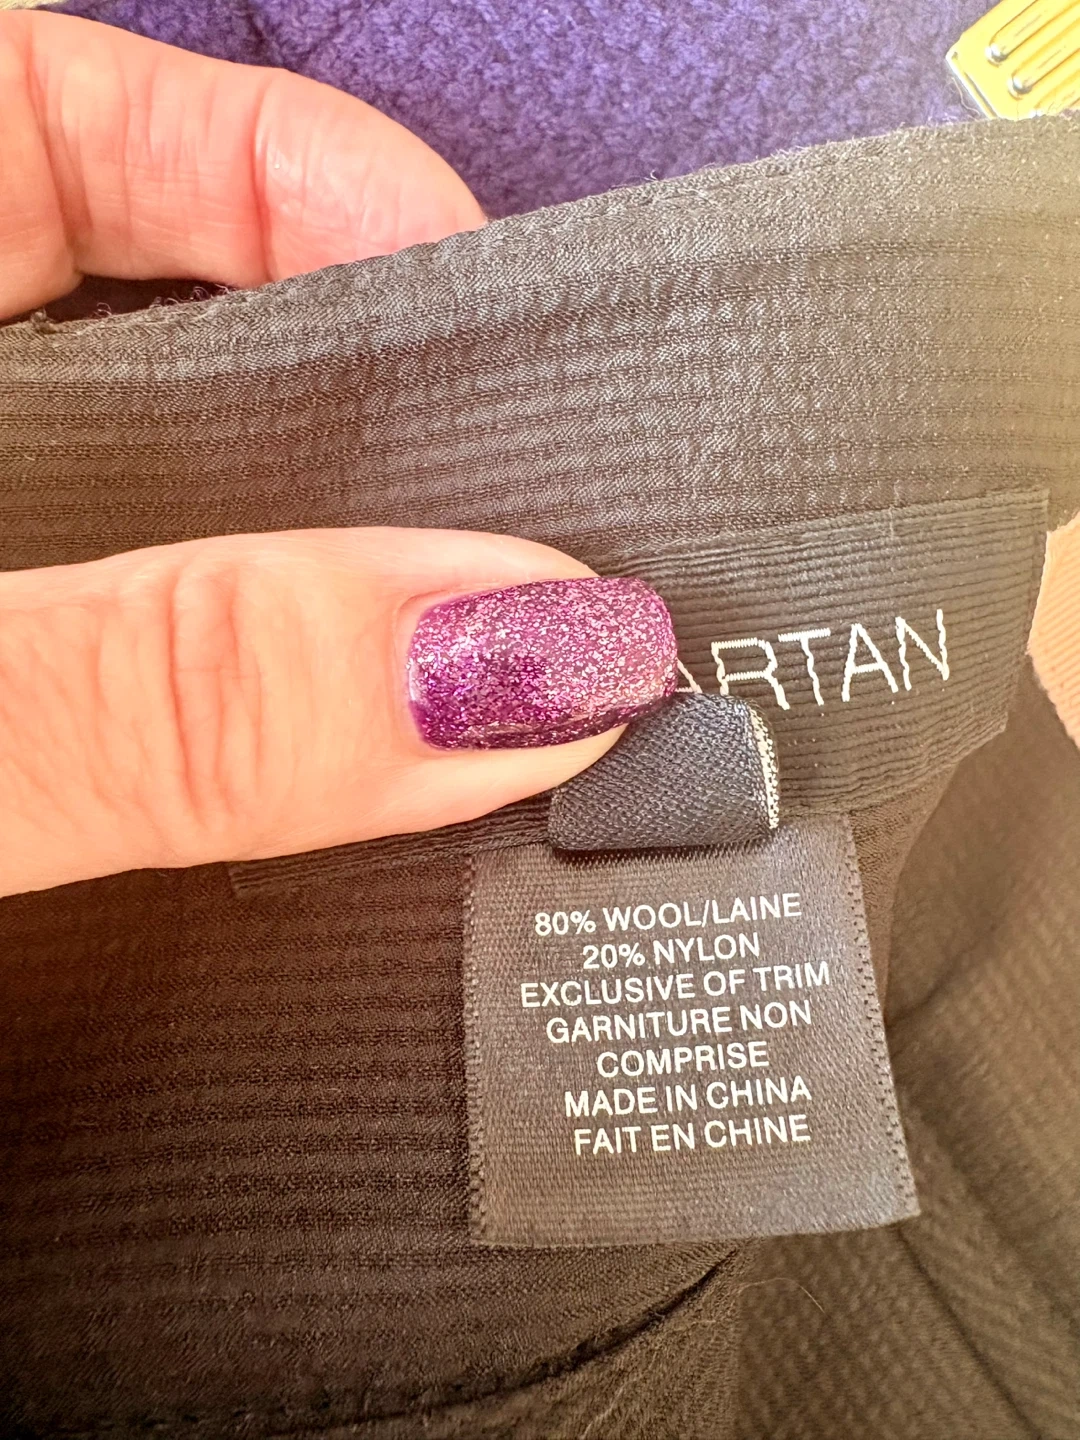 ARTAN
80% WOOL/LAINE
20% NYLON
EXCLUSIVE OF TRIM
GARNITURE NON
COMPRISE
MADE IN CHINA
FAIT EN CHINE